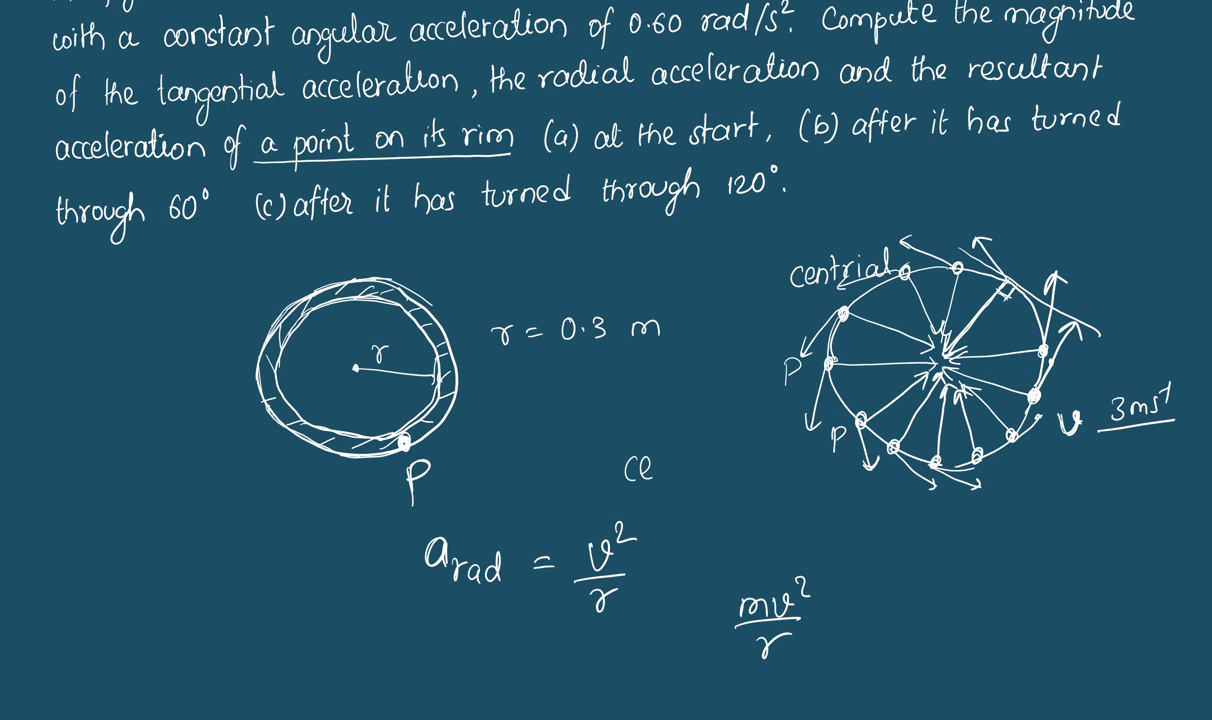 with a constant angular acceleration of 0.60 rad/s². Compute the magnitude
of the tangential acceleration, the radial acceleration and the resultant
acceleration of a point on its rim (a) at the start, (b) after it has turned
through 60° (c) after it has turned through 120°.
centrial
r
r = 0.3 m
P
P
v 3ms⁻¹
P
ce
a_rad = v²/r
mv²/r